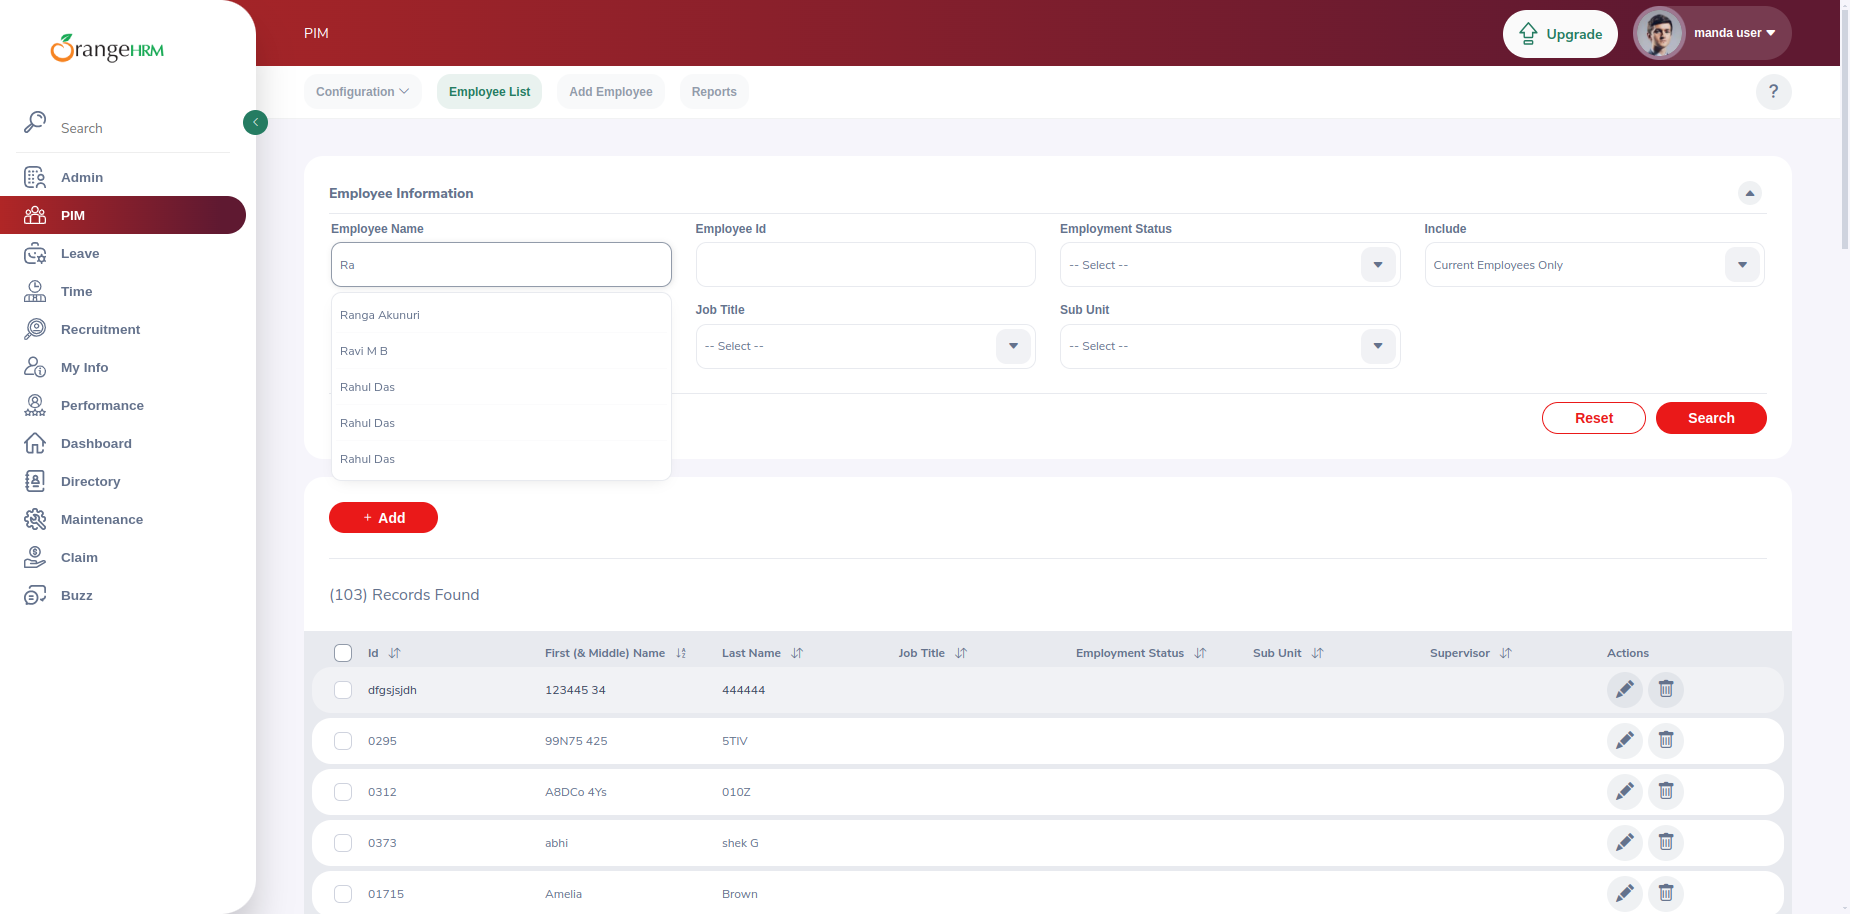 OrangeHRM
PIM
Upgrade
manda user
Configuration
Employee List
Add Employee
Reports
?
Search
Admin
PIM
Leave
Time
Recruitment
My Info
Performance
Dashboard
Directory
Maintenance
Claim
Buzz
Employee Information
Employee Name
Employee Id
Employment Status
Include
Ra
-- Select --
Current Employees Only
Ranga Akunuri
Ravi M B
Rahul Das
Rahul Das
Rahul Das
Job Title
Sub Unit
-- Select --
-- Select --
Reset
Search
+ Add
(103) Records Found
Id First (& Middle) Name Last Name Job Title Employment Status Sub Unit Supervisor Actions
dfgsjsjdh 123445 34 444444
0295 99N75 425 5TIV
0312 A8DCo 4Ys 010Z
0373 abhi shek G
01715 Amelia Brown